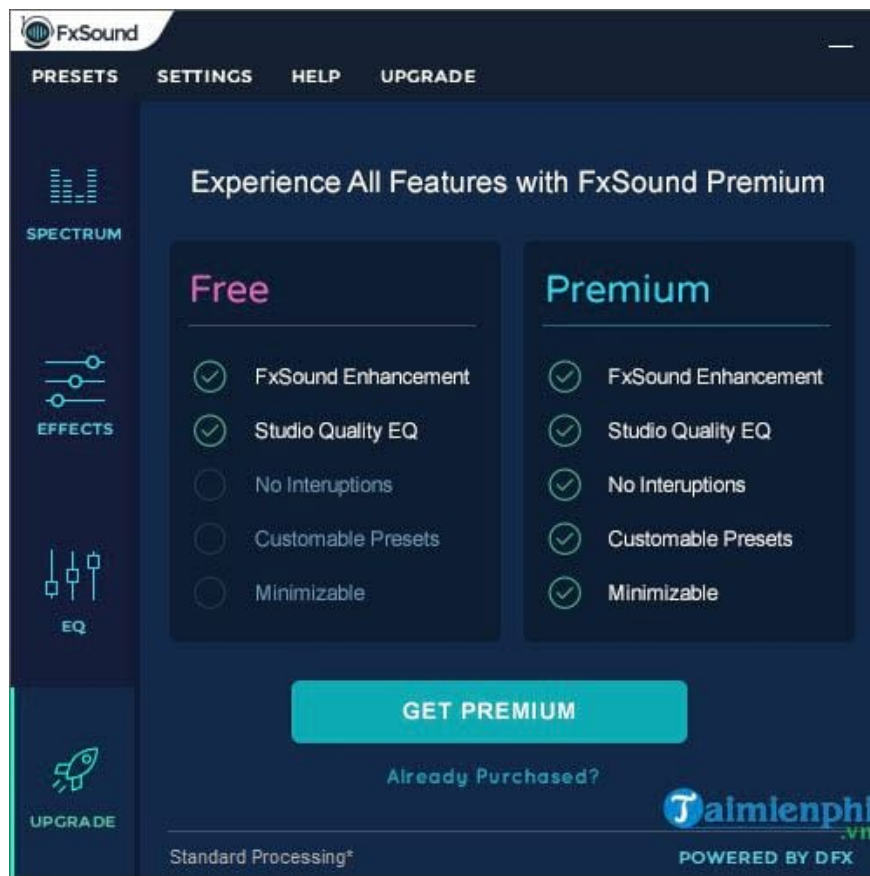 FxSound
PRESETS SETTINGS HELP UPGRADE
SPECTRUM
EFFECTS
EQ
UPGRADE
Experience All Features with FxSound Premium
Free
FxSound Enhancement
Studio Quality EQ
No Interuptions
Customable Presets
Minimizable
Premium
FxSound Enhancement
Studio Quality EQ
No Interuptions
Customable Presets
Minimizable
GET PREMIUM
Already Purchased?
Taimienphi
.vn
Standard Processing*
POWERED BY DFX